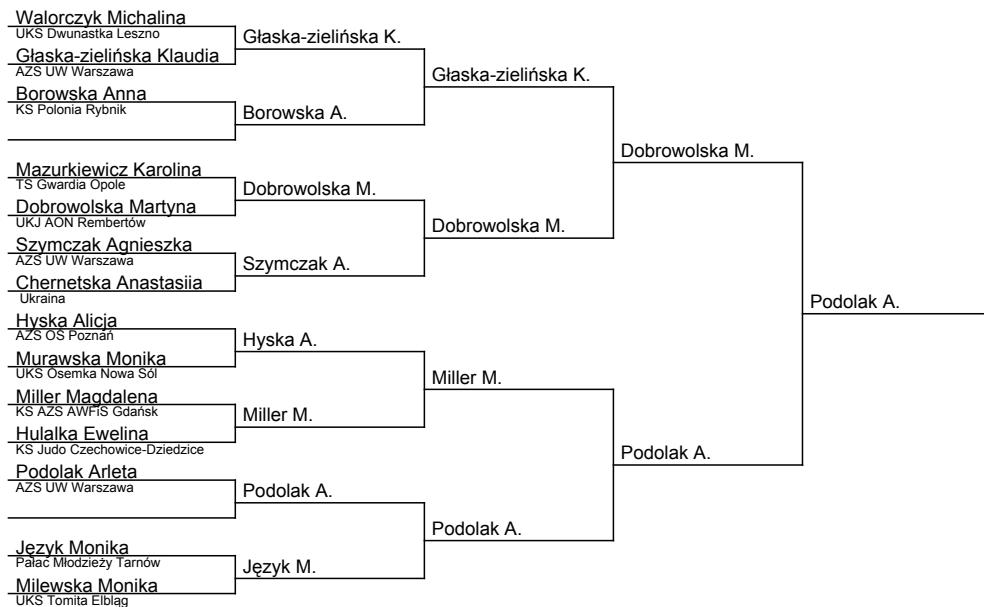 Walorczyk Michalina
UKS Dwunastka Leszno
Głaska-zielińska Klaudia
AZS UW Warszawa
Borowska Anna
KS Polonia Rybnik
Mazurkiewicz Karolina
TS Gwardia Opole
Dobrowolska Martyna
UKJ AON Rembertów
Szymczak Agnieszka
AZS UW Warszawa
Chernetska Anastasiia
Ukraina
Hyska Alicja
AZS OŚ Poznań
Murawska Monika
UKS Ósemka Nowa Sól
Miller Magdalena
KS AZS AWFiS Gdańsk
Hulalka Ewelina
KS Judo Czechowice-Dziedzice
Podolak Arleta
AZS UW Warszawa
Język Monika
Pałac Młodzieży Tarnów
Milewska Monika
UKS Tomita Elbląg
Głaska-zielińska K.
Borowska A.
Dobrowolska M.
Szymczak A.
Hyska A.
Miller M.
Podolak A.
Język M.
Głaska-zielińska K.
Dobrowolska M.
Miller M.
Podolak A.
Dobrowolska M.
Podolak A.
Podolak A.